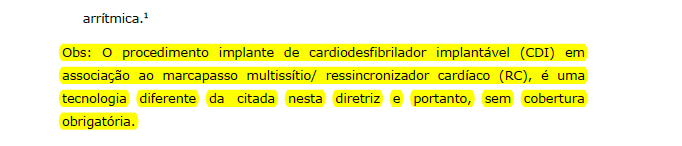 arrítmica.¹
Obs: O procedimento implante de cardiodesfibrilador implantável (CDI) em
associação ao marcapasso multissítio/ ressincronizador cardíaco (RC), é uma
tecnologia diferente da citada nesta diretriz e portanto, sem cobertura
obrigatória.